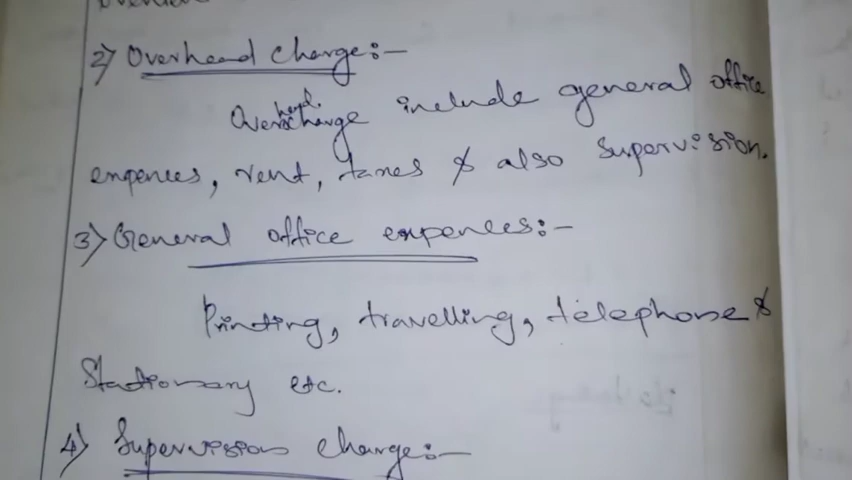 2) Overhead charge:-
Overhead charge include general office
expences, rent, taxes & also Supervision.
3) General office expences:-
Printing, travelling, telephone &
Stationary etc.
4) Supervision charge:-